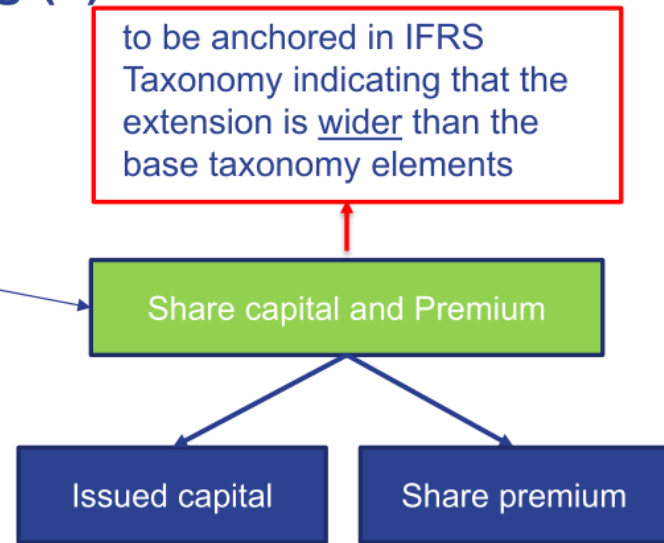 to be anchored in IFRS
Taxonomy indicating that the
extension is wider than the
base taxonomy elements
Share capital and Premium
Issued capital
Share premium